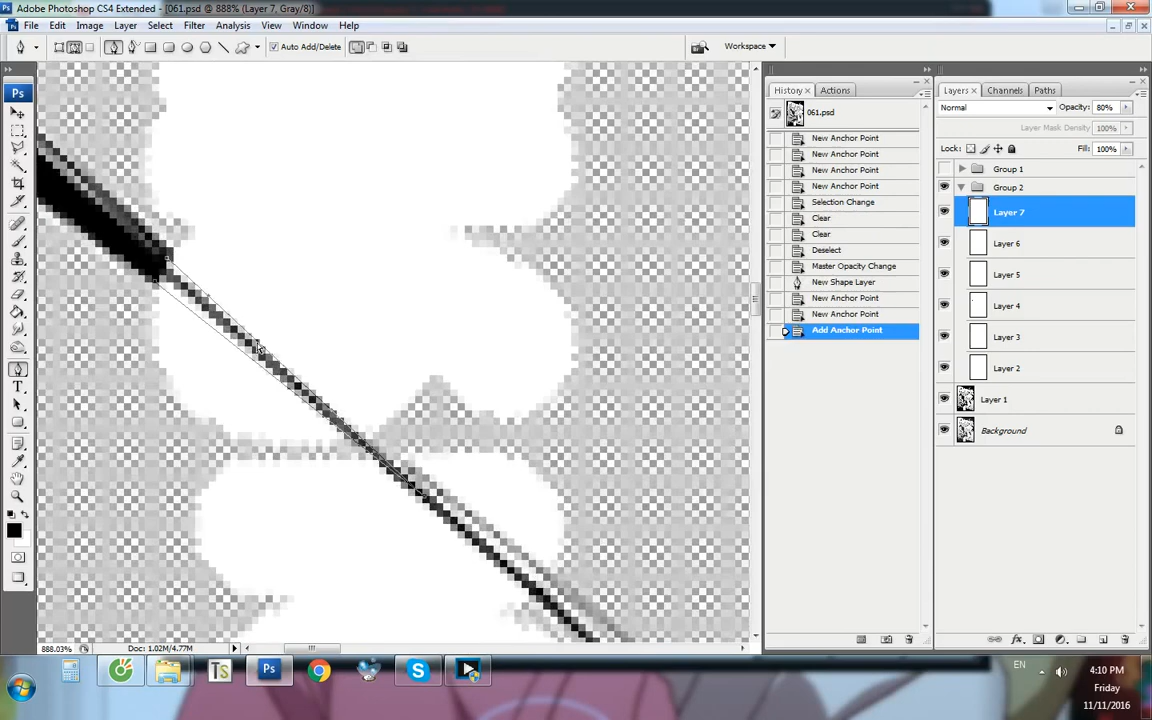 Adobe Photoshop CS4 Extended - [061.psd @ 888% (Layer 7, Gray/8)]
File Edit Image Layer Select Filter Analysis View Window Help
Auto Add/Delete
Workspace
History × Actions
Layers × Channels Paths
Normal Opacity: 80%
061.psd
Layer Mask Density: 100%
New Anchor Point
Lock: Fill: 100%
New Anchor Point
Group 1
New Anchor Point
New Anchor Point
Group 2
Selection Change
Layer 7
Clear
Clear
Layer 6
Deselect
Master Opacity Change
Layer 5
New Shape Layer
New Anchor Point
Layer 4
New Anchor Point
Add Anchor Point
Layer 3
Layer 2
Layer 1
Background
888.03% Doc: 1.02M/4.77M
EN
4:10 PM
Friday
11/11/2016
Ps
T
TS
Ps
S